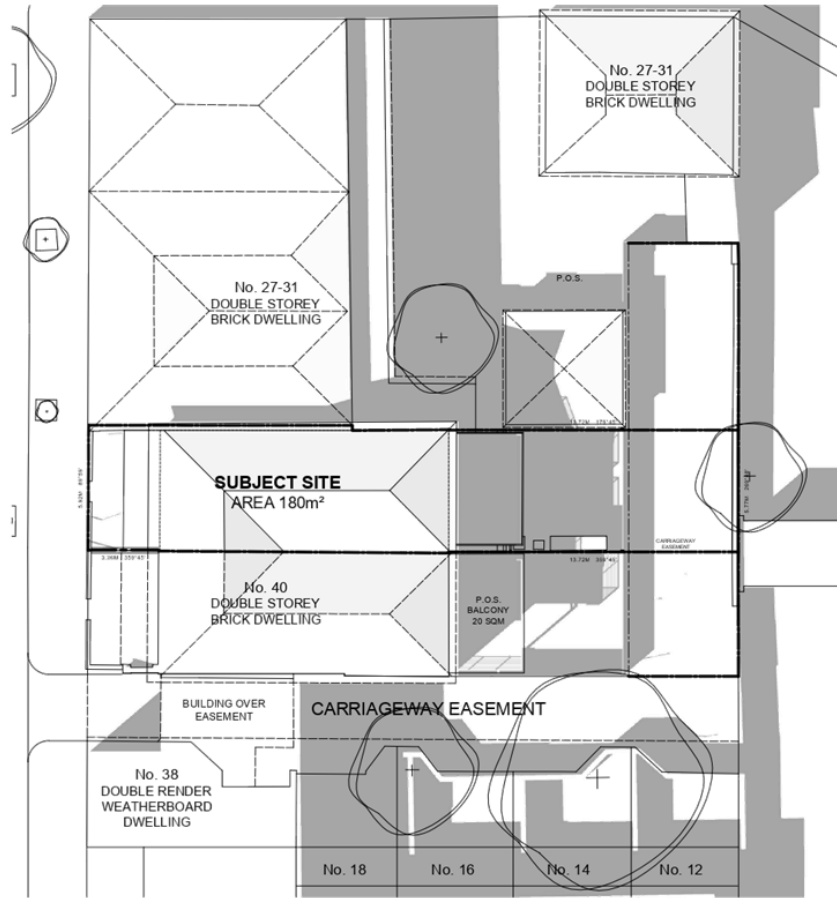 No. 27-31
DOUBLE STOREY
BRICK DWELLING
P.O.S.
No. 27-31
DOUBLE STOREY
BRICK DWELLING
SUBJECT SITE
AREA 180m²
CARRIAGEWAY
EASEMENT
No. 40
DOUBLE STOREY
BRICK DWELLING
P.O.S.
BALCONY
20 SQM
BUILDING OVER
EASEMENT
CARRIAGEWAY EASEMENT
No. 38
DOUBLE RENDER
WEATHERBOARD
DWELLING
No. 18
No. 16
No. 14
No. 12